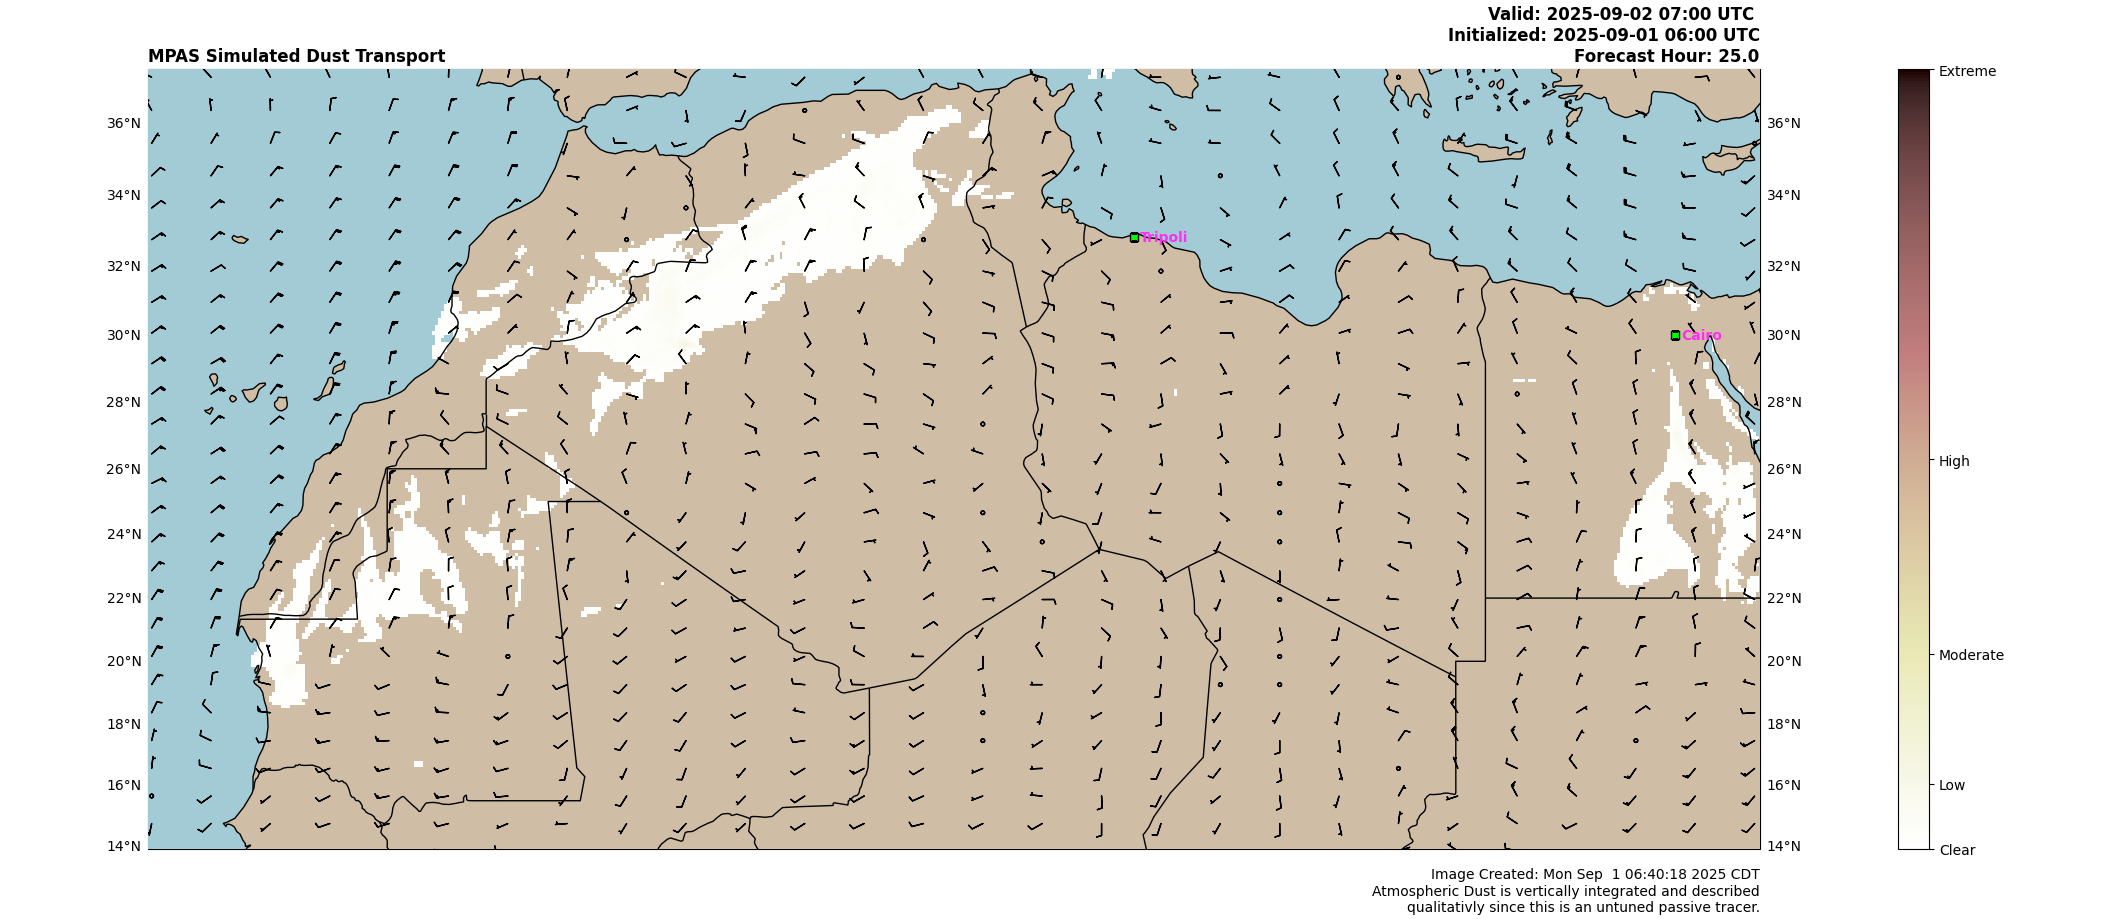 Valid: 2025-09-02 07:00 UTC
Initialized: 2025-09-01 06:00 UTC
MPAS Simulated Dust Transport
Forecast Hour: 25.0
Extreme
36°N
36°N
34°N
34°N
Tripoli
32°N
32°N
30°N
Cairo
30°N
28°N
28°N
26°N
26°N
High
24°N
24°N
22°N
22°N
20°N
20°N
Moderate
18°N
18°N
16°N
16°N
Low
14°N
14°N
Clear
Image Created: Mon Sep  1 06:40:18 2025 CDT
Atmospheric Dust is vertically integrated and described
qualitativly since this is an untuned passive tracer.